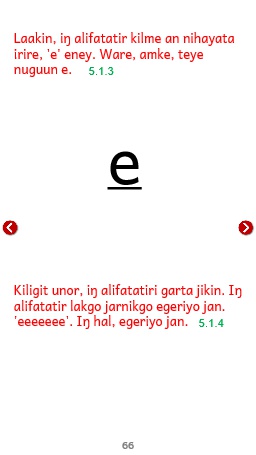 Laakin, iŋ alifatatir kilme an nihayata
irire, 'e' eney. Ware, amke, teye
nuguun e. 5.1.3
e
Kiligit unor, iŋ alifatatiri garta jikin. Iŋ
alifatatir lakgo jarnikgo egeriyo jan.
'eeeeeee'. Iŋ hal, egeriyo jan. 5.1.4
66